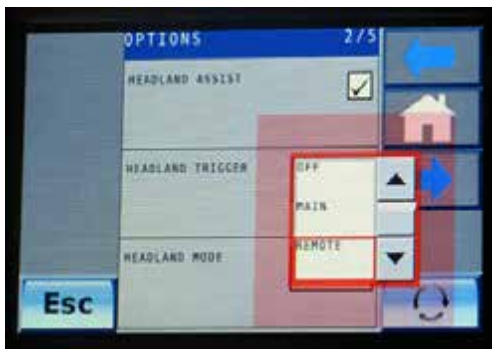 OPTIONS 2/5
HEADLAND ASSIST
HEADLAND TRIGGER
OFF
MAIN
REMOTE
HEADLAND MODE
Esc